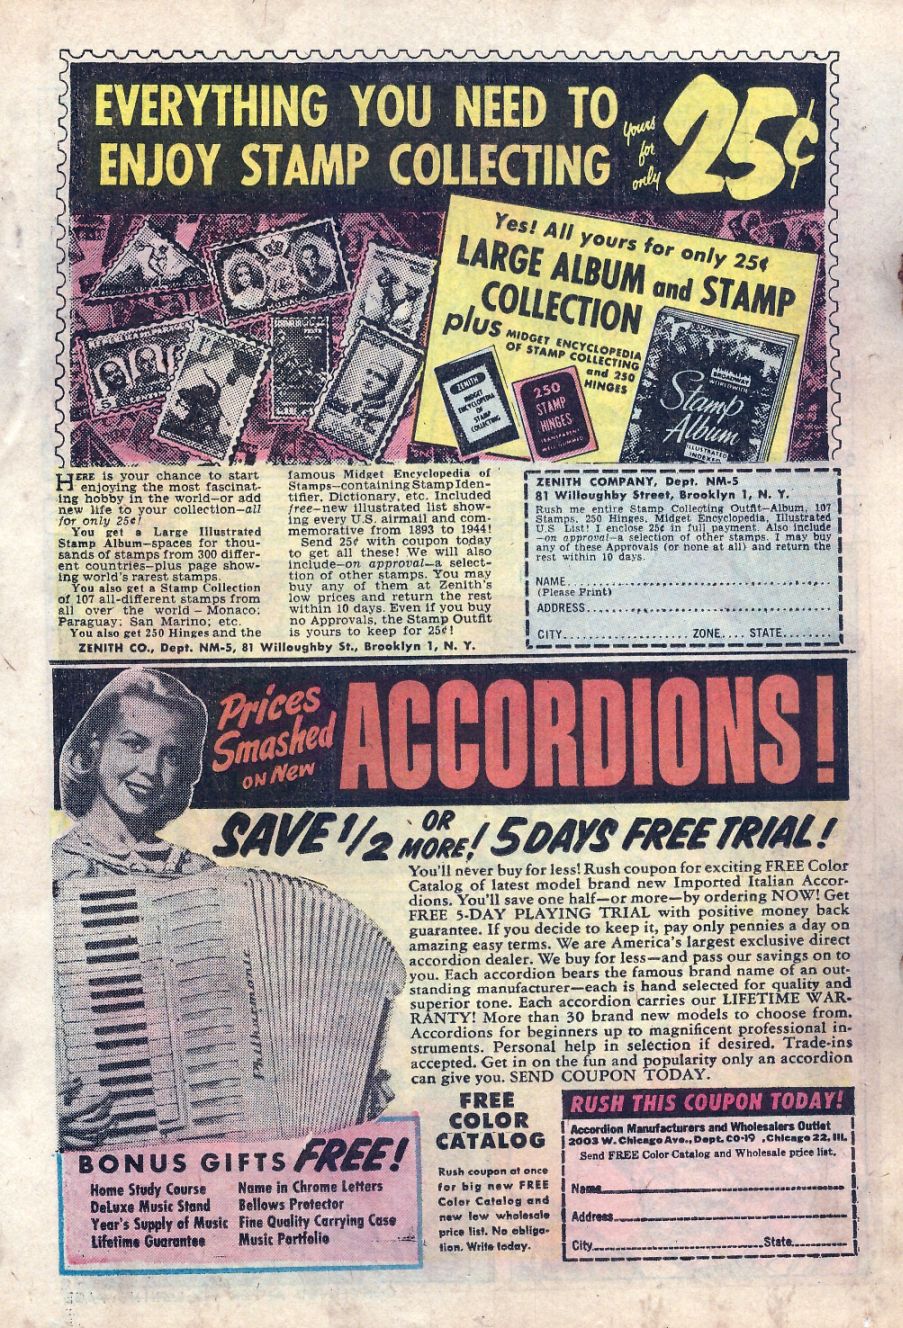 EVERYTHING YOU NEED TO
ENJOY STAMP COLLECTING
Yours
for
only
25¢
Yes! All yours for only 25¢
LARGE ALBUM and STAMP
COLLECTION
plus MIDGET ENCYCLOPEDIA
OF STAMP COLLECTING
and 250
HINGES
ZENITH
MIDGET
ENCYCLOPEDIA
OF
STAMP
COLLECTING
250
STAMP
HINGES
TRANSPARENT
Stamp
Album
ILLUSTRATED
INDEXED
MONACO
HERE is your chance to start
enjoying the most fascinat-
ing hobby in the world—or add
new life to your collection—all
for only 25¢!
You get a Large Illustrated
Stamp Album—spaces for thou-
sands of stamps from 300 differ-
ent countries—plus page show-
ing world's rarest stamps.
You also get a Stamp Collection
of 107 all-different stamps from
all over the world – Monaco;
Paraguay; San Marino; etc.
You also get 250 Hinges and the
famous Midget Encyclopedia of
Stamps—containing Stamp Iden-
tifier, Dictionary, etc. Included
free—new illustrated list show-
ing every U.S. airmail and com-
memorative from 1893 to 1944!
Send 25¢ with coupon today
to get all these! We will also
include—on approval—a selec-
tion of other stamps. You may
buy any of them at Zenith's
low prices and return the rest
within 10 days. Even if you buy
no Approvals, the Stamp Outfit
is yours to keep for 25¢!
ZENITH CO., Dept. NM-5, 81 Willoughby St., Brooklyn 1, N. Y.
ZENITH COMPANY, Dept. NM-5
81 Willoughby Street, Brooklyn 1, N. Y.
Rush me entire Stamp Collecting Outfit—Album, 107
Stamps, 250 Hinges, Midget Encyclopedia, Illustrated
U. S. List! I enclose 25¢ in full payment. Also include
—on approval—a selection of other stamps. I may buy
any of these Approvals (or none at all) and return the
rest within 10 days.
NAME
(Please Print)
ADDRESS
CITY ZONE STATE
Prices
Smashed
ON New
ACCORDIONS!
SAVE 1/2 OR MORE! 5 DAYS FREE TRIAL!
You'll never buy for less! Rush coupon for exciting FREE Color
Catalog of latest model brand new Imported Italian Accor-
dions. You'll save one half—or more—by ordering NOW! Get
FREE 5-DAY PLAYING TRIAL with positive money back
guarantee. If you decide to keep it, pay only pennies a day on
amazing easy terms. We are America's largest exclusive direct
accordion dealer. We buy for less—and pass our savings on to
you. Each accordion bears the famous brand name of an out-
standing manufacturer—each is hand selected for quality and
superior tone. Each accordion carries our LIFETIME WAR-
RANTY! More than 30 brand new models to choose from.
Accordions for beginners up to magnificent professional in-
struments. Personal help in selection if desired. Trade-ins
accepted. Get in on the fun and popularity only an accordion
can give you. SEND COUPON TODAY.
Philharmonic
BONUS GIFTS FREE!
Home Study Course
DeLuxe Music Stand
Year's Supply of Music
Lifetime Guarantee
Name in Chrome Letters
Bellows Protector
Fine Quality Carrying Case
Music Portfolio
FREE
COLOR
CATALOG
Rush coupon at once
for big new FREE
Color Catalog and
new low wholesale
price list. No obliga-
tion. Write today.
RUSH THIS COUPON TODAY!
Accordion Manufacturers and Wholesalers Outlet
2003 W. Chicago Ave., Dept. CO-19 , Chicago 22, Ill.
Send FREE Color Catalog and Wholesale price list.
Name
Address
City State